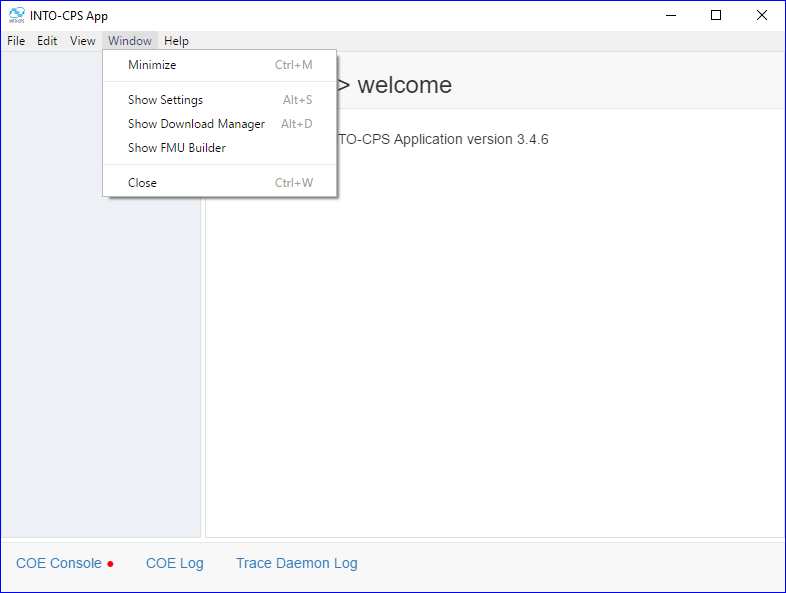 INTO-CPS App
File Edit View Window Help
Minimize Ctrl+M
Show Settings Alt+S
Show Download Manager Alt+D
Show FMU Builder
Close Ctrl+W
> welcome
TO-CPS Application version 3.4.6
COE Console COE Log Trace Daemon Log